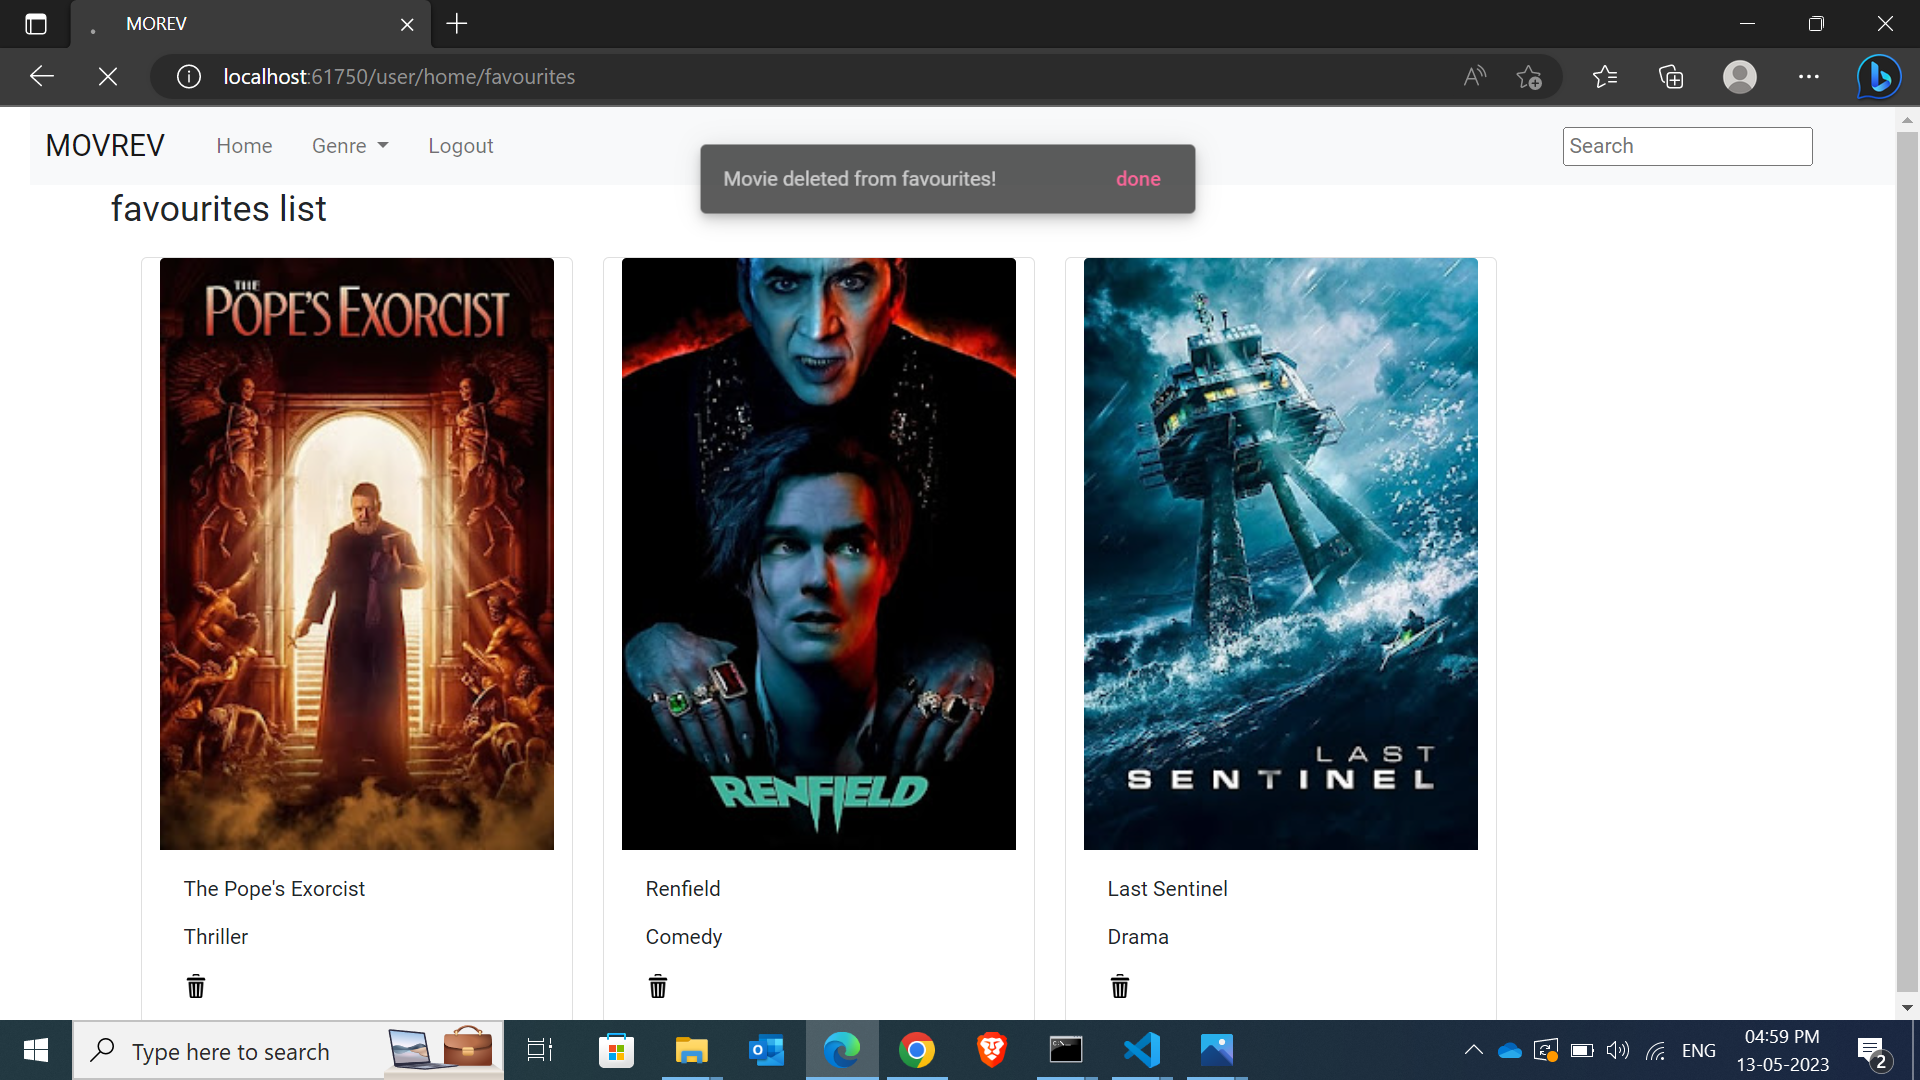 MOREV
localhost:61750/user/home/favourites
MOVREV Home Genre Logout Search
Movie deleted from favourites! done
favourites list
THE
POPE'S EXORCIST
RENFIELD
LAST
SENTINEL
The Pope's Exorcist
Thriller
Renfield
Comedy
Last Sentinel
Drama
Type here to search
ENG
04:59 PM
13-05-2023
2